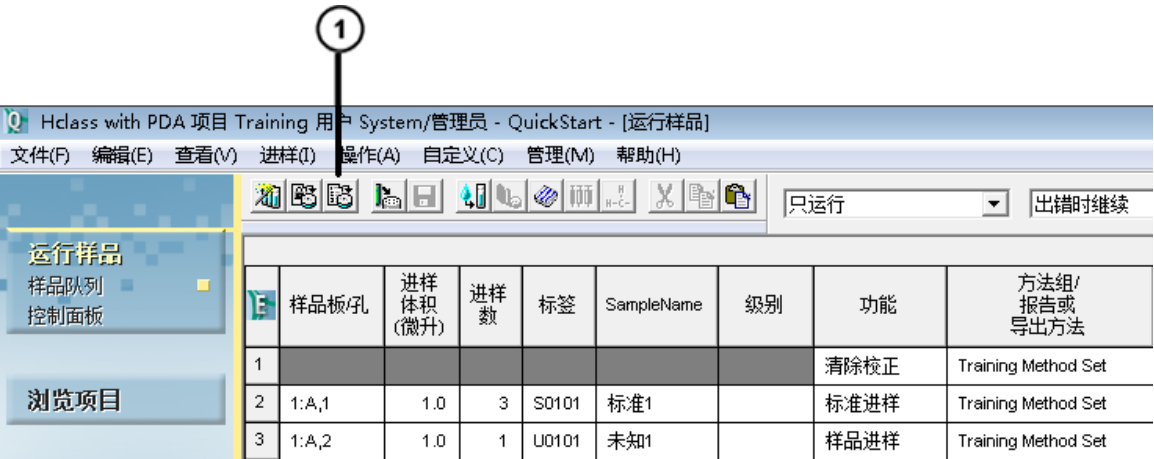 1
Hclass with PDA 项目 Training 用户 System/管理员 - QuickStart - [运行样品]
文件(F) 编辑(E) 查看(V) 进样(I) 操作(A) 自定义(C) 管理(M) 帮助(H)
只运行 出错时继续
运行样品
样品队列
控制面板
浏览项目
样品板/孔 进样体积(微升) 进样数 标签 SampleName 级别 功能 方法组/报告或导出方法
1 清除校正 Training Method Set
2 1:A,1 1.0 3 S0101 标准1 标准进样 Training Method Set
3 1:A,2 1.0 1 U0101 未知1 样品进样 Training Method Set